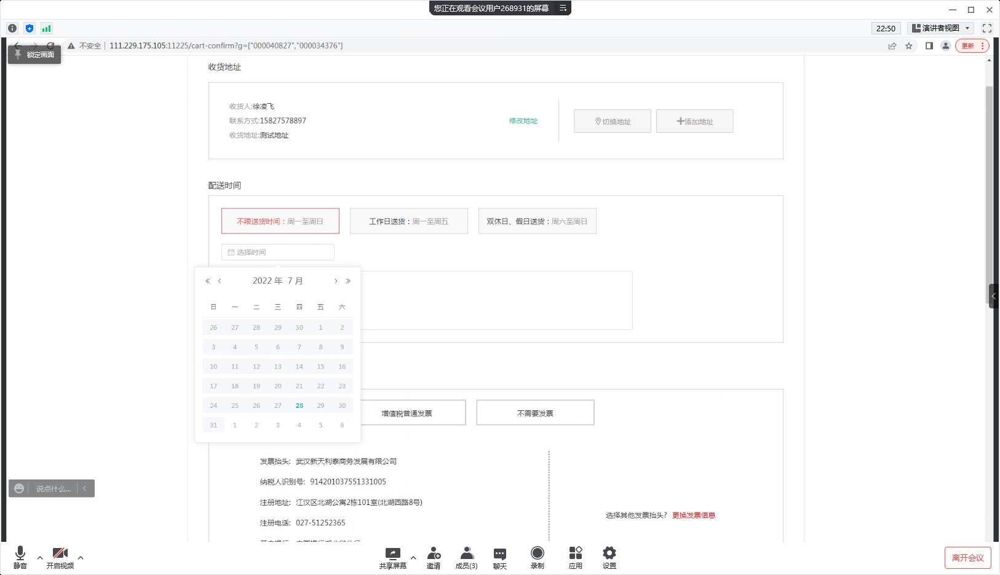 您正在观看会议用户268931的屏幕
22:50
演讲者视图
不安全
111.229.175.105:11225/cart-confirm?g=["000040827","000034376"]
更新
锁定画面
收货地址
收货人:徐凌飞
联系方式:15827578897
收货地址:测试地址
修改地址
切换地址
添加地址
配送时间
不限送货时间：周一至周日
工作日送货：周一至周五
双休日、假日送货：周六至周日
选择时间
2022 年 7 月
日 一 二 三 四 五 六
26 27 28 29 30 1 2
3 4 5 6 7 8 9
10 11 12 13 14 15 16
17 18 19 20 21 22 23
24 25 26 27 28 29 30
31 1 2 3 4 5 6
增值税普通发票
不需要发票
发票抬头: 武汉新天利泰商务发展有限公司
纳税人识别号: 914201037551331005
注册地址: 江汉区北湖公寓2栋101室(北湖西路8号)
注册电话: 027-51252365
选择其他发票抬头? 更换发票信息
说点什么...
静音
开启视频
共享屏幕
邀请
成员(3)
聊天
录制
应用
设置
离开会议